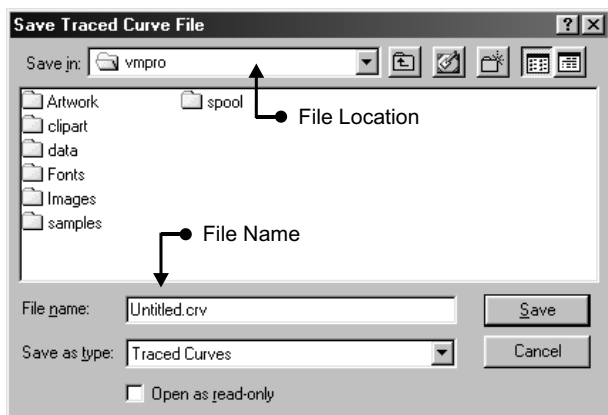 Save Traced Curve File
Save in: vmpro
Artwork spool
clipart
data
Fonts
Images
samples
File Location
File Name
File name: Untitled.crv Save
Save as type: Traced Curves Cancel
Open as read-only